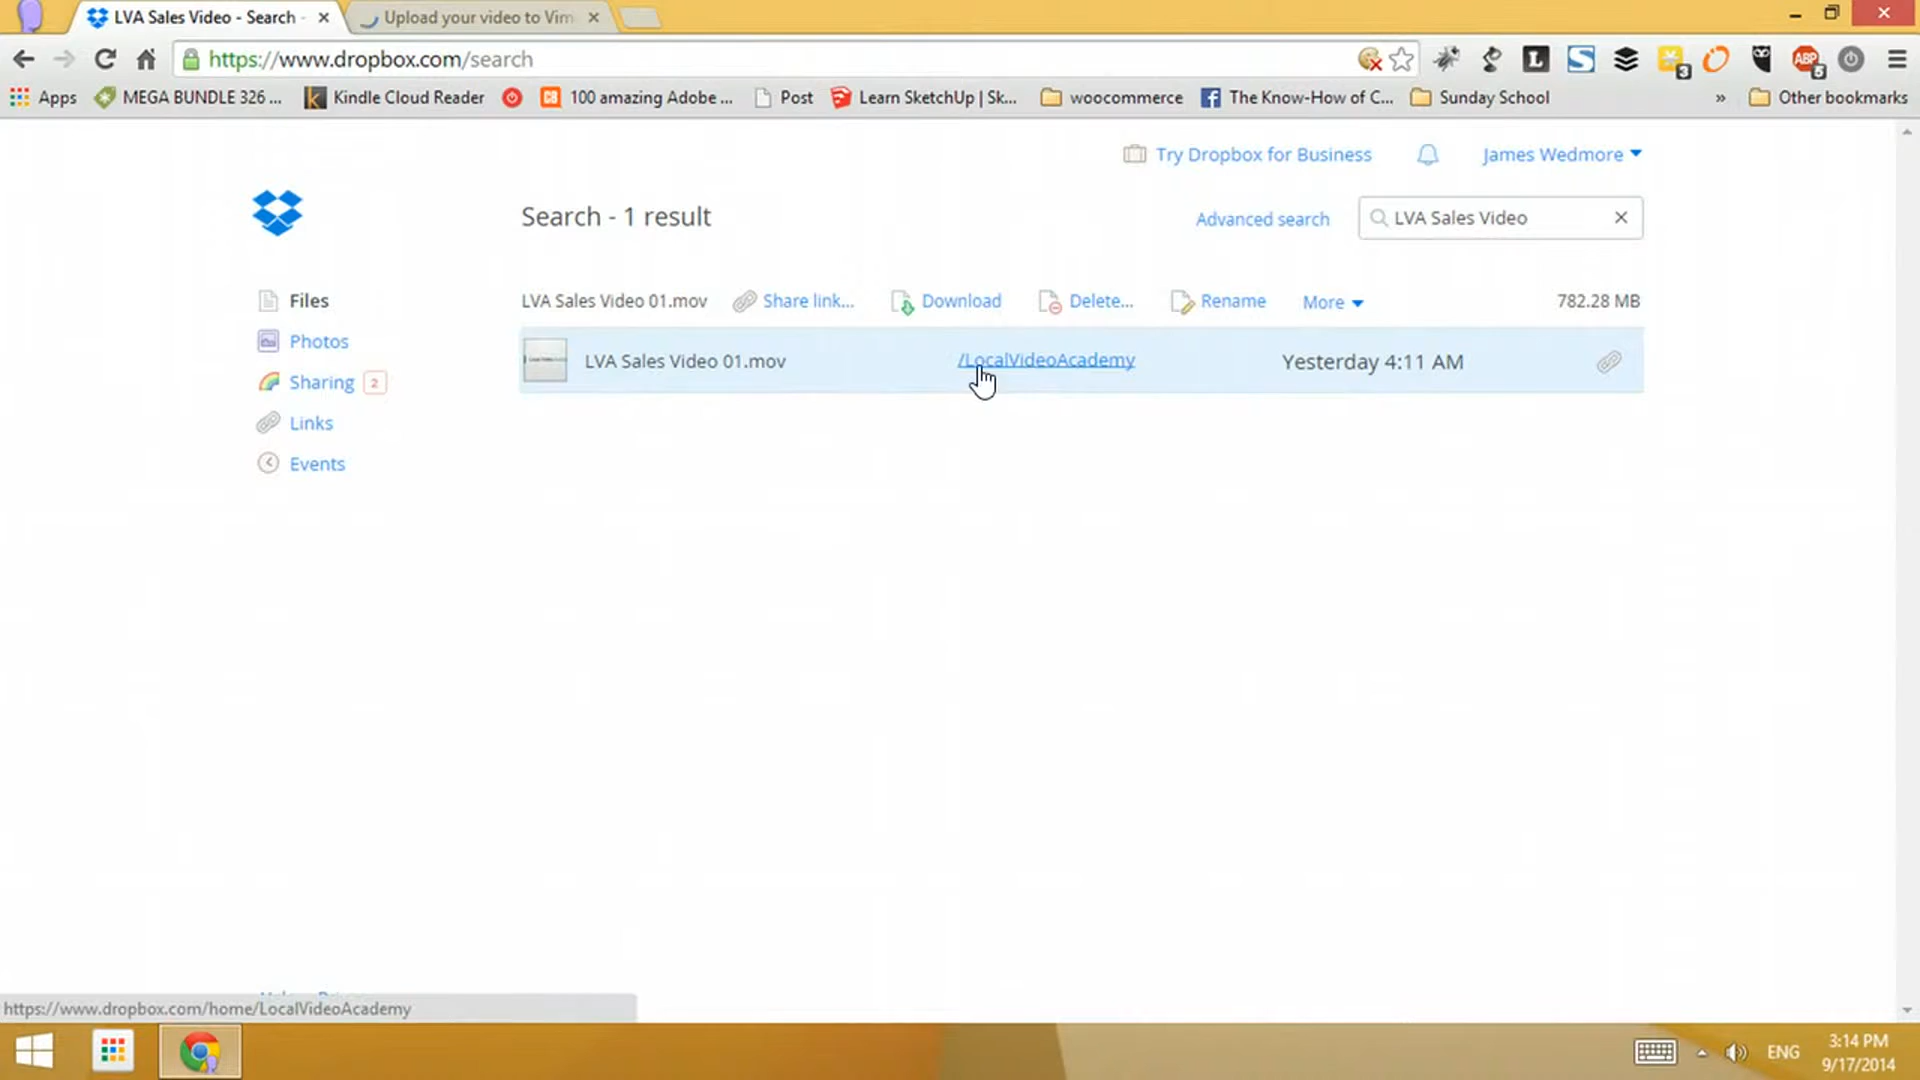 LVA Sales Video - Search -
Upload your video to Vim
https://www.dropbox.com/search
L
S
3
ABP
5
Apps
MEGA BUNDLE 326 ...
Kindle Cloud Reader
100 amazing Adobe ...
Post
Learn SketchUp | Sk...
woocommerce
The Know-How of C...
Sunday School
»
Other bookmarks
Try Dropbox for Business
James Wedmore
Search - 1 result
Advanced search
LVA Sales Video
Files
LVA Sales Video 01.mov
Share link...
Download
Delete...
Rename
More
782.28 MB
Photos
LVA Sales Video 01.mov
/LocalVideoAcademy
Yesterday 4:11 AM
Sharing 2
Links
Events
https://www.dropbox.com/home/LocalVideoAcademy
ENG
3:14 PM
9/17/2014